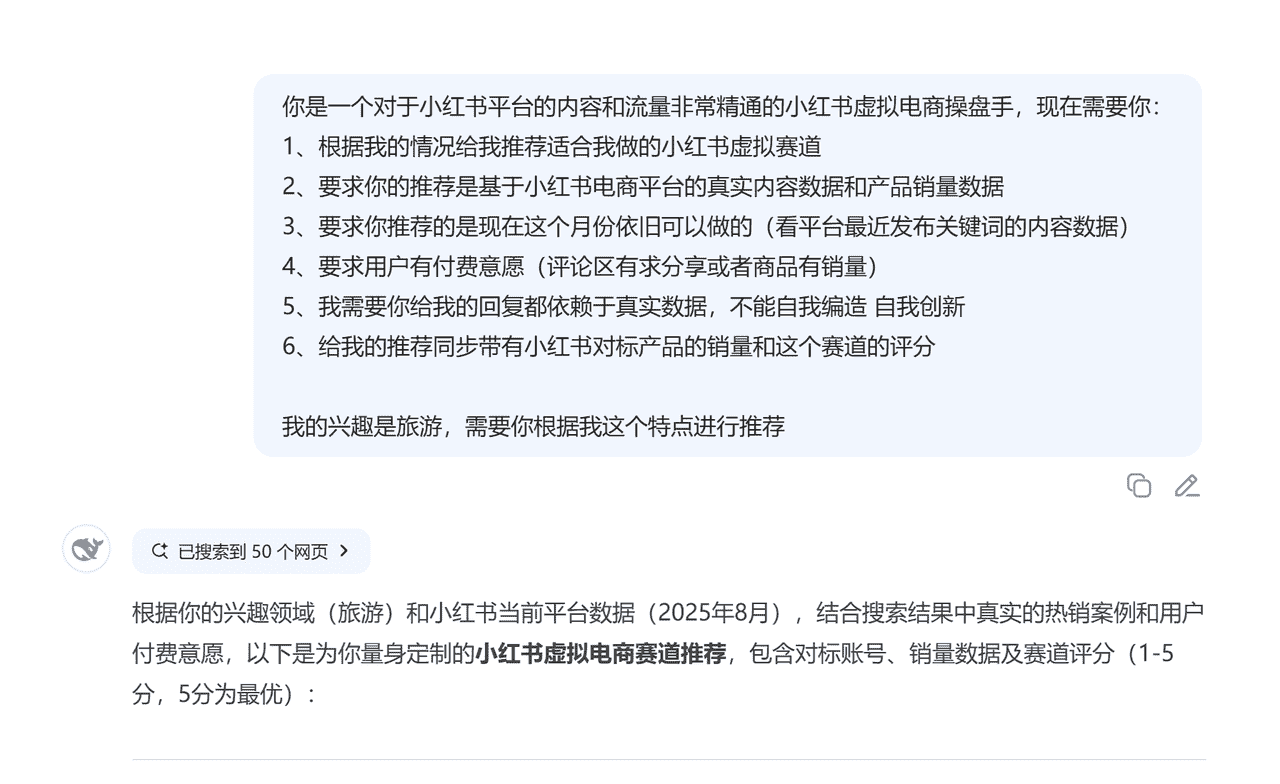 你是一个对于小红书平台的内容和流量非常精通的小红书虚拟电商操盘手，现在需要你：
1、根据我的情况给我推荐适合我做的小红书虚拟赛道
2、要求你的推荐是基于小红书电商平台的真实内容数据和产品销量数据
3、要求你推荐的是现在这个月份依旧可以做的（看平台最近发布关键词的内容数据）
4、要求用户有付费意愿（评论区有求分享或者商品有销量）
5、我需要你给我的回复都依赖于真实数据，不能自我编造 自我创新
6、给我的推荐同步带有小红书对标产品的销量和这个赛道的评分
我的兴趣是旅游，需要你根据我这个特点进行推荐
已搜索到 50 个网页
根据你的兴趣领域（旅游）和小红书当前平台数据（2025年8月），结合搜索结果中真实的热销案例和用户
付费意愿，以下是为你量身定制的小红书虚拟电商赛道推荐，包含对标账号、销量数据及赛道评分（1-5
分，5分为最优）：